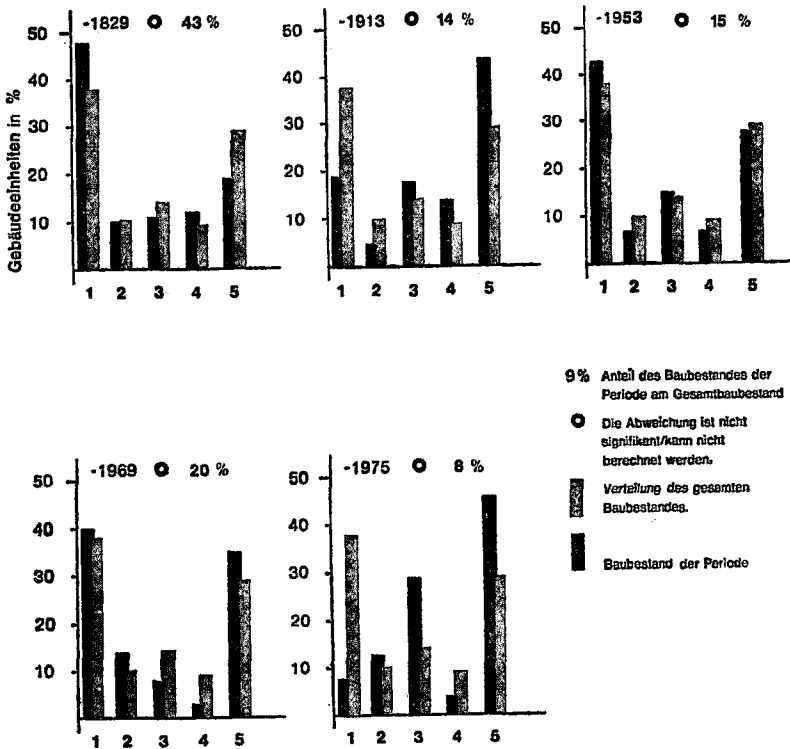 Gebäudeeinheiten in %
-1829 43 %
50
40
30
20
10
1 2 3 4 5
-1913 14 %
50
40
30
20
10
1 2 3 4 5
-1953 15 %
50
40
30
20
10
1 2 3 4 5
9% Anteil des Baubestandes der
Periode am Gesamtbaubestand
Die Abweichung ist nicht
signifikant/kann nicht
berechnet werden.
Verteilung des gesamten
Baubestandes.
Baubestand der Periode
-1969 20 %
50
40
30
20
10
1 2 3 4 5
-1975 8 %
50
40
30
20
10
1 2 3 4 5